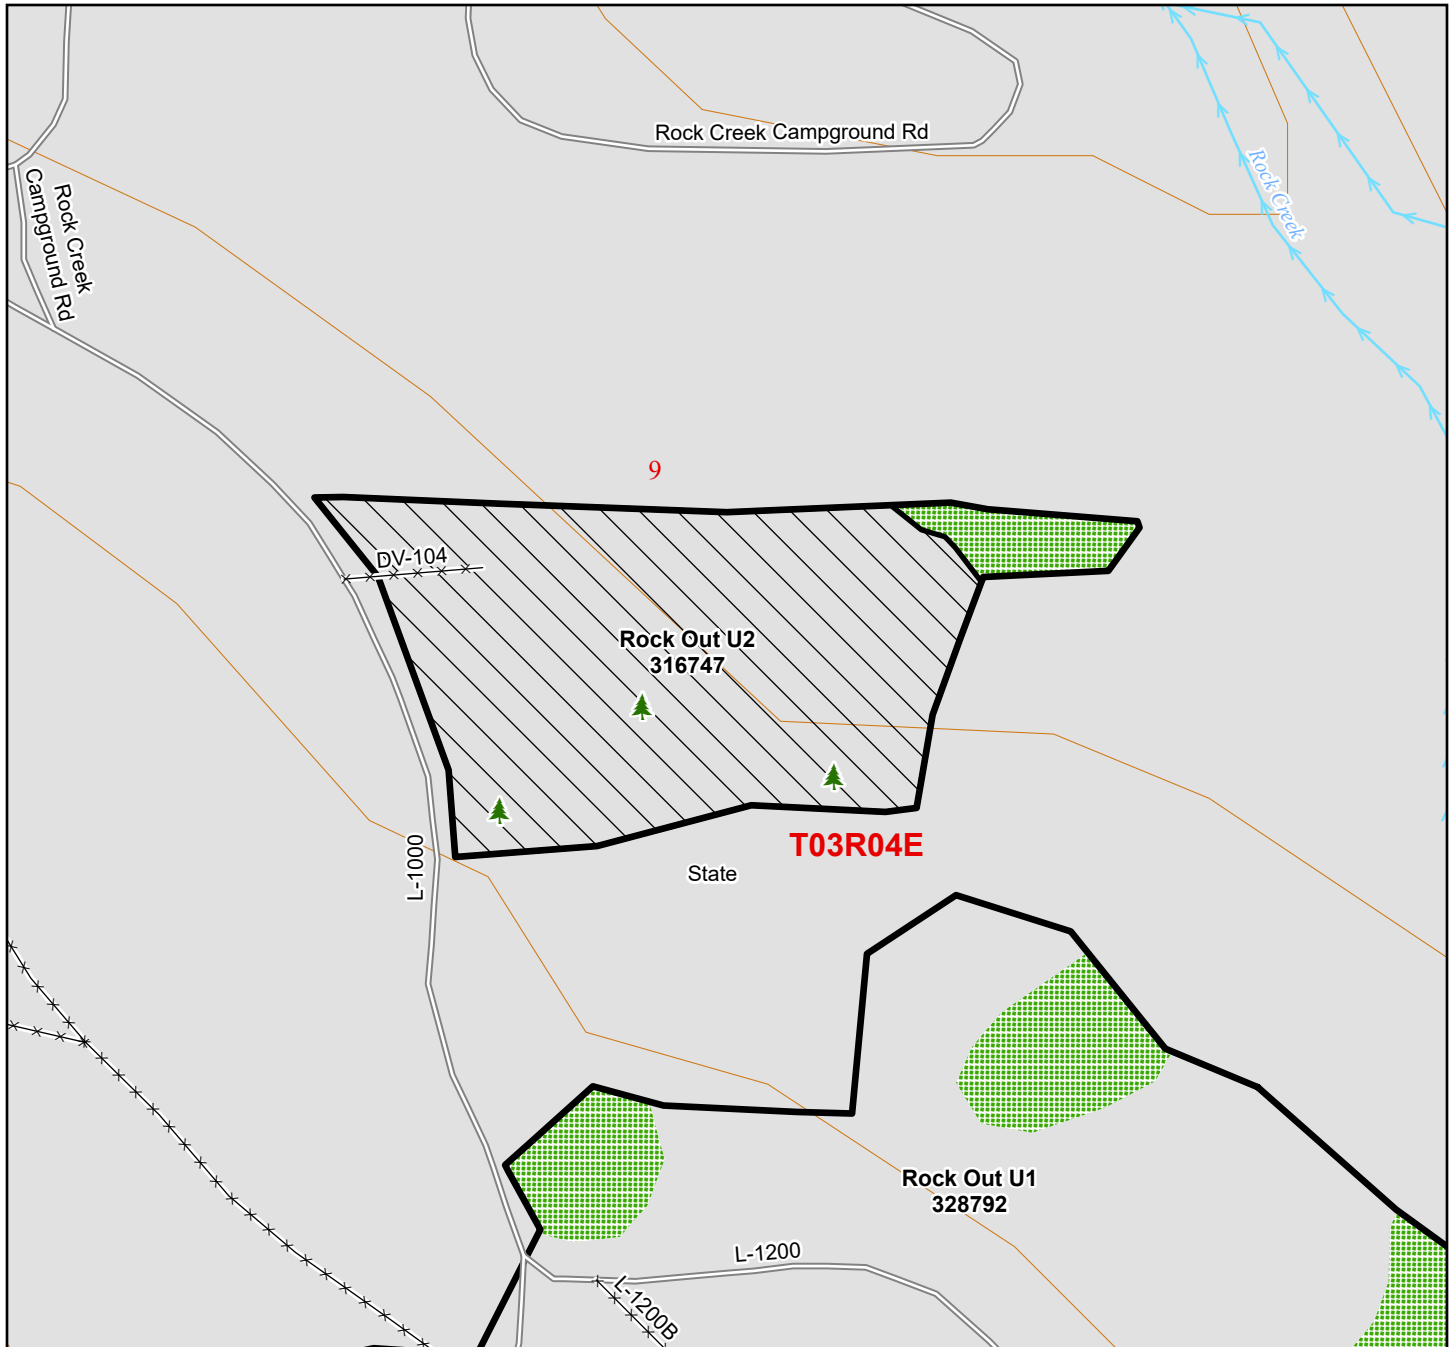 Rock Creek Campground Rd
Rock Creek
Campground Rd
Rock Creek
9
DV-104
Rock Out U2
316747
T03R04E
State
L-1000
Rock Out U1
328792
L-1200
L-1200B